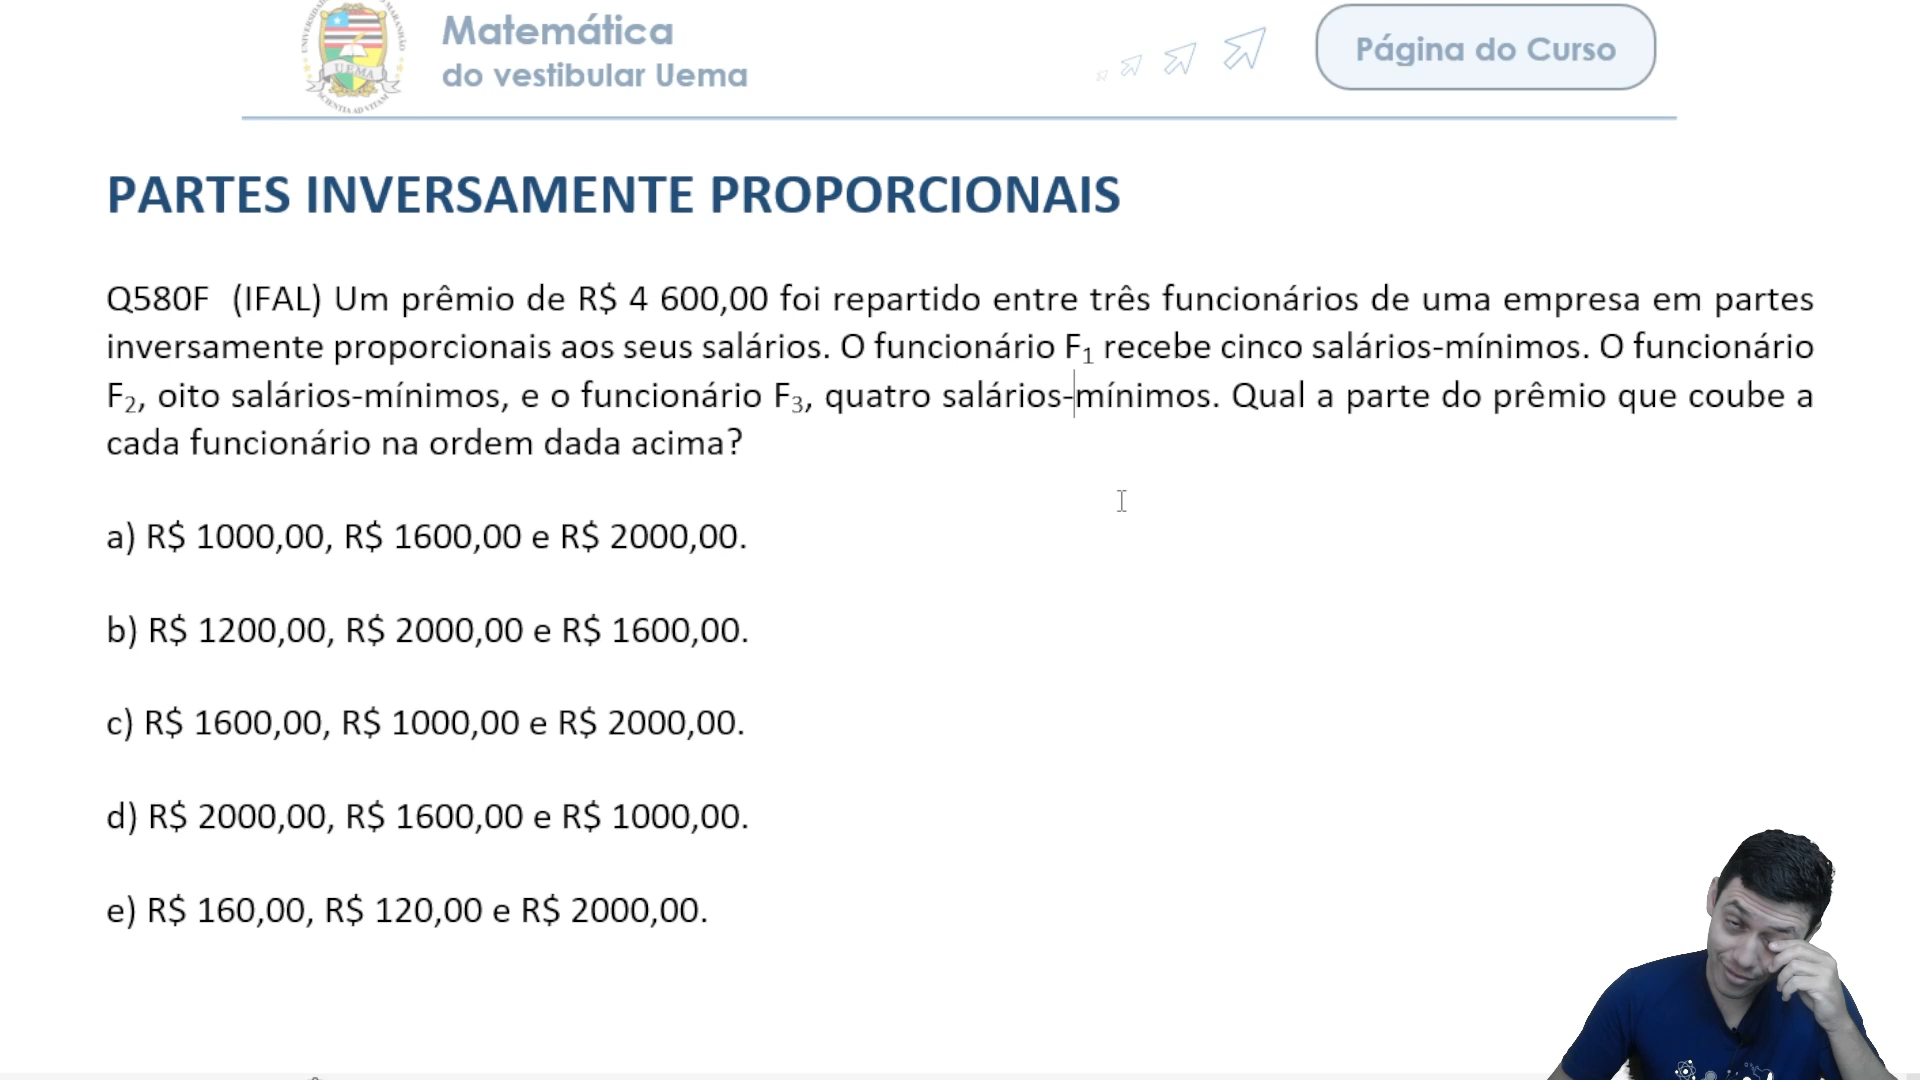 Matemática
do vestibular Uema
UEMA
SCIENTIA AD VITAM
Página do Curso
PARTES INVERSAMENTE PROPORCIONAIS
Q580F (IFAL) Um prêmio de R$ 4 600,00 foi repartido entre três funcionários de uma empresa em partes
inversamente proporcionais aos seus salários. O funcionário F₁ recebe cinco salários-mínimos. O funcionário
F₂, oito salários-mínimos, e o funcionário F₃, quatro salários-mínimos. Qual a parte do prêmio que coube a
cada funcionário na ordem dada acima?
a) R$ 1000,00, R$ 1600,00 e R$ 2000,00.
b) R$ 1200,00, R$ 2000,00 e R$ 1600,00.
c) R$ 1600,00, R$ 1000,00 e R$ 2000,00.
d) R$ 2000,00, R$ 1600,00 e R$ 1000,00.
e) R$ 160,00, R$ 120,00 e R$ 2000,00.